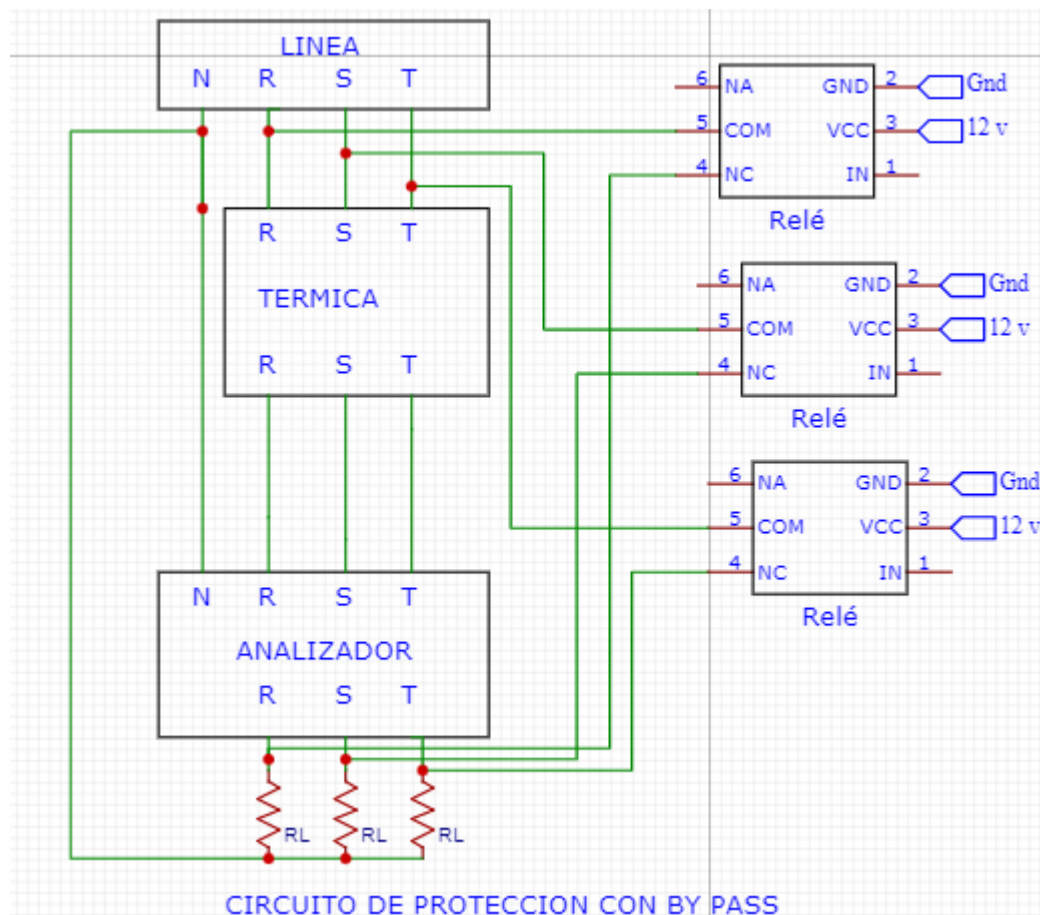 LINEA
N R S T
R S T
TERMICA
R S T
N R S T
ANALIZADOR
R S T
RL RL RL
6 NA GND 2 Gnd
5 COM VCC 3 12 v
4 NC IN 1
Relé
6 NA GND 2 Gnd
5 COM VCC 3 12 v
4 NC IN 1
Relé
6 NA GND 2 Gnd
5 COM VCC 3 12 v
4 NC IN 1
Relé
CIRCUITO DE PROTECCION CON BY PASS